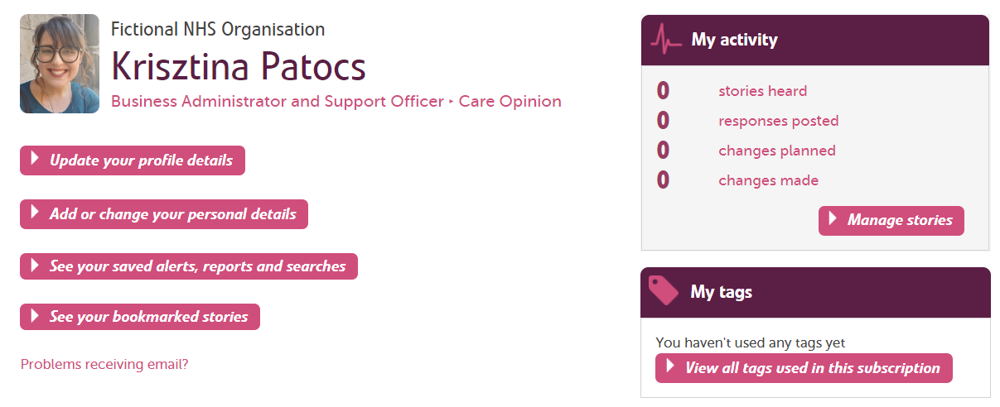 Fictional NHS Organisation
Krisztina Patocs
Business Administrator and Support Officer ‣ Care Opinion
Update your profile details
Add or change your personal details
See your saved alerts, reports and searches
See your bookmarked stories
Problems receiving email?
My activity
0 stories heard
0 responses posted
0 changes planned
0 changes made
Manage stories
My tags
You haven't used any tags yet
View all tags used in this subscription